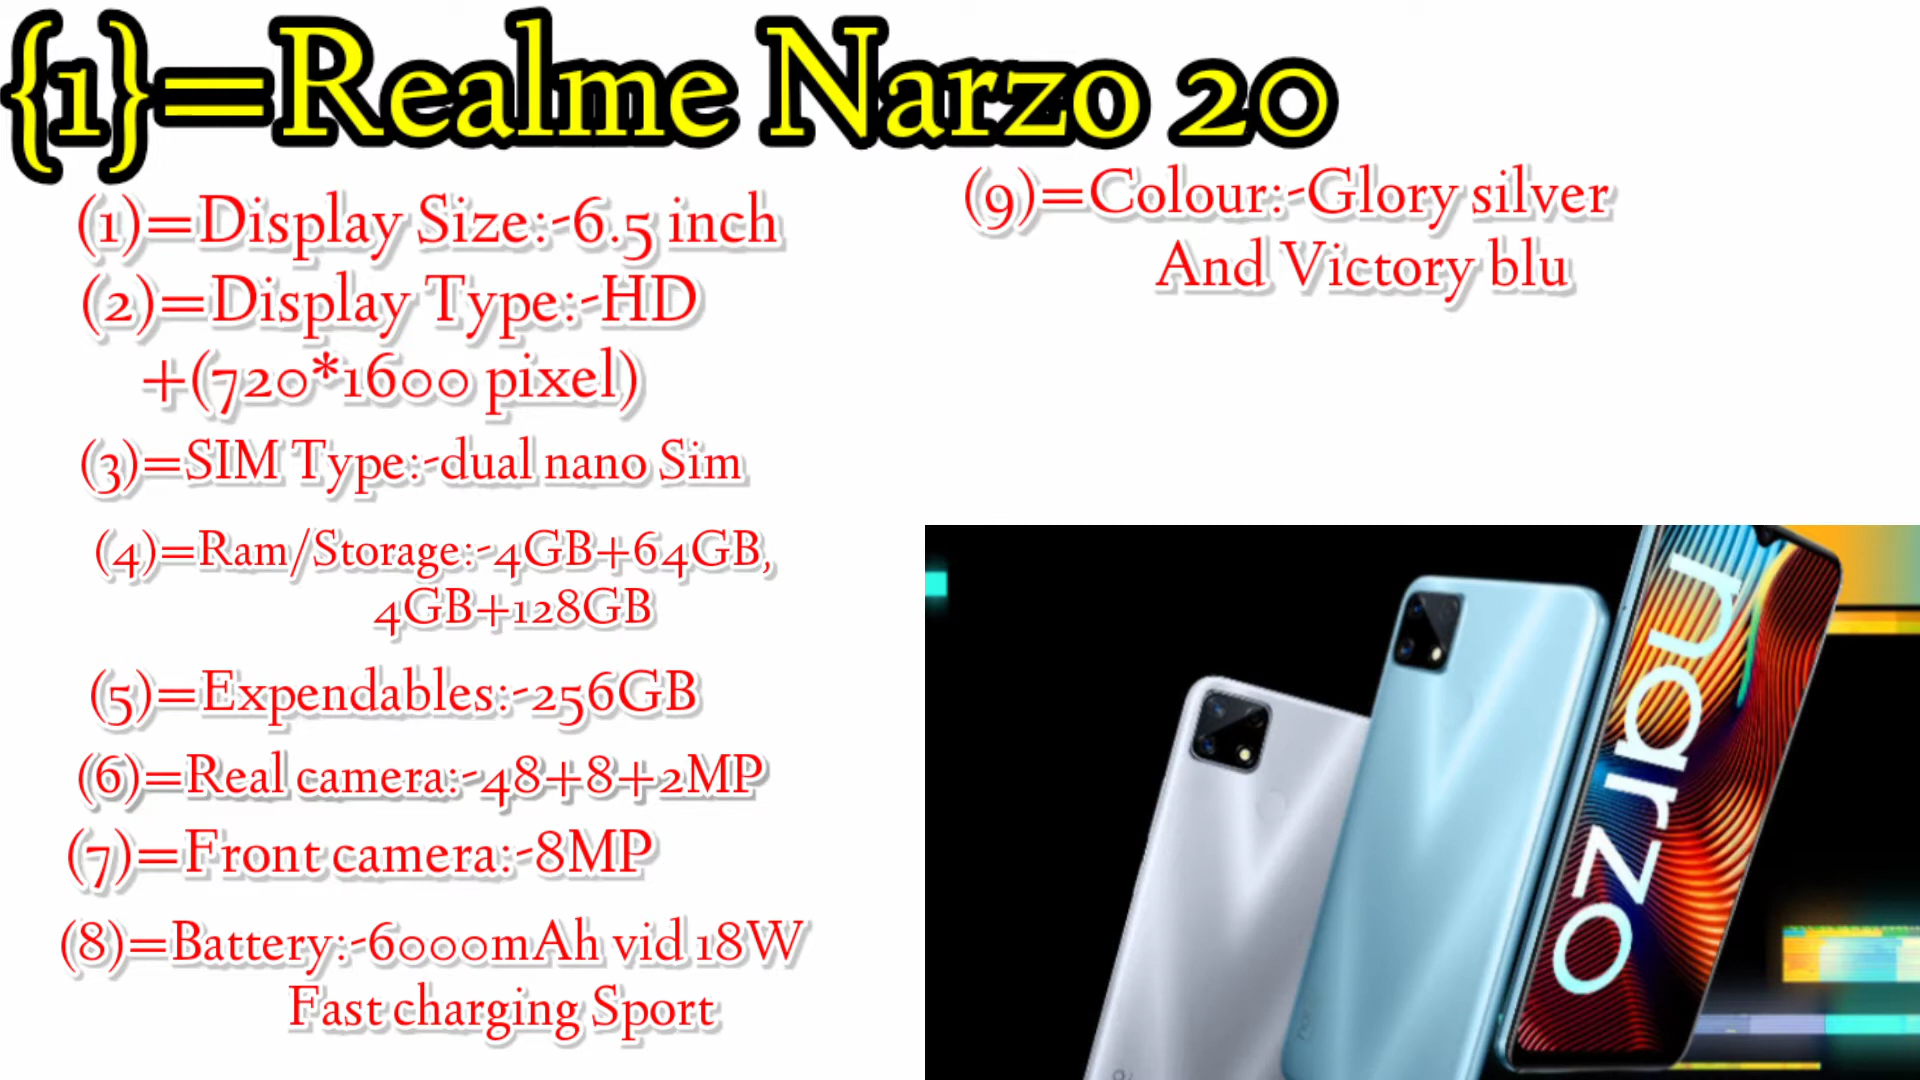 {1}=Realme Narzo 20
(1)=Display Size:-6.5 inch
(2)=Display Type:-HD
+(720*1600 pixel)
(3)=SIM Type:-dual nano Sim
(4)=Ram/Storage:-4GB+64GB,
4GB+128GB
(5)=Expendables:-256GB
(6)=Real camera:-48+8+2MP
(7)=Front camera:-8MP
(8)=Battery:-6000mAh vid 18W
Fast charging Sport
(9)=Colour:-Glory silver
And Victory blu
narzo